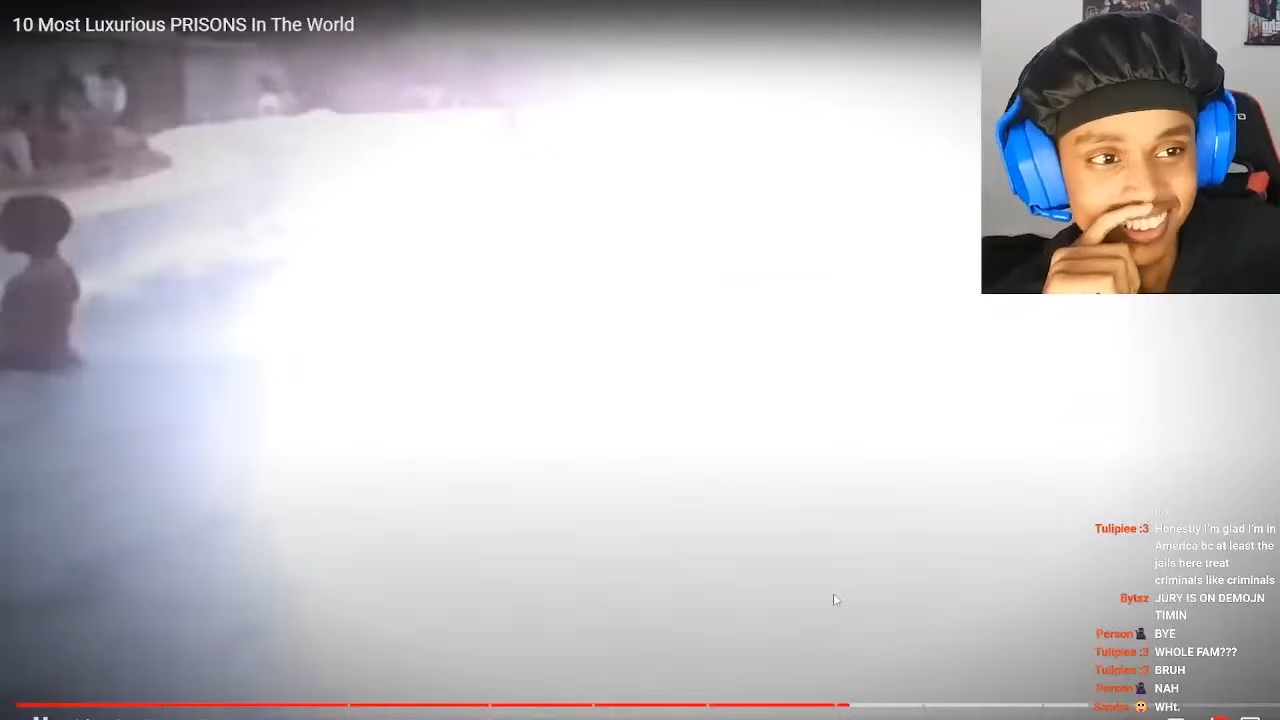 10 Most Luxurious PRISONS In The World
Tulipiee :3 Honestly I'm glad I'm in
America bc at least the
jails here treat
criminals like criminals
Bytsz JURY IS ON DEMOJN
TIMIN
Person BYE
Tulipiee :3 WHOLE FAM???
Tulipiee :3 BRUH
Person NAH
WHt.